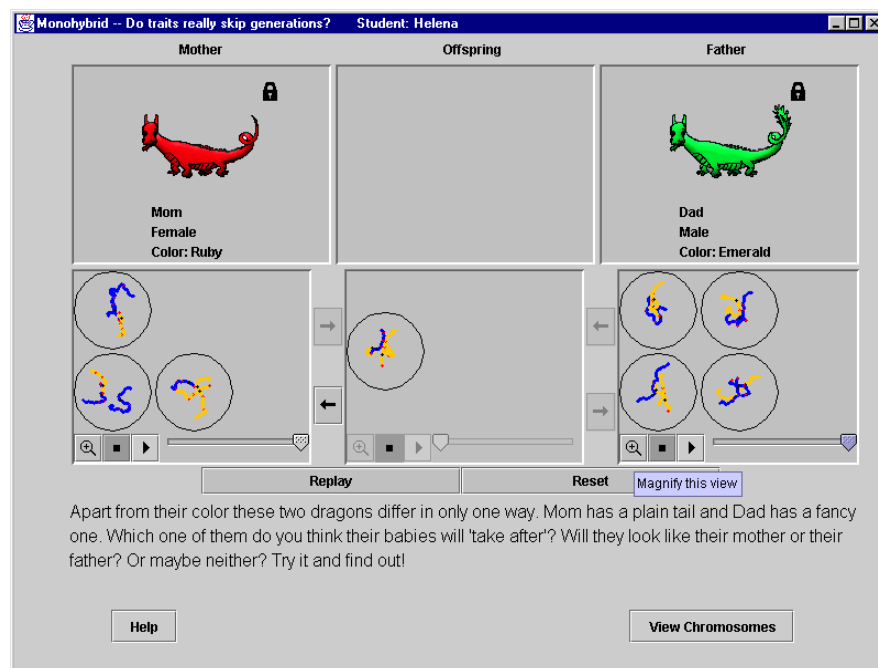 Monohybrid -- Do traits really skip generations? Student: Helena
Mother Offspring Father
Mom
Female
Color: Ruby
Dad
Male
Color: Emerald
Replay Reset
Magnify this view
Apart from their color these two dragons differ in only one way. Mom has a plain tail and Dad has a fancy
one. Which one of them do you think their babies will 'take after'? Will they look like their mother or their
father? Or maybe neither? Try it and find out!
Help View Chromosomes